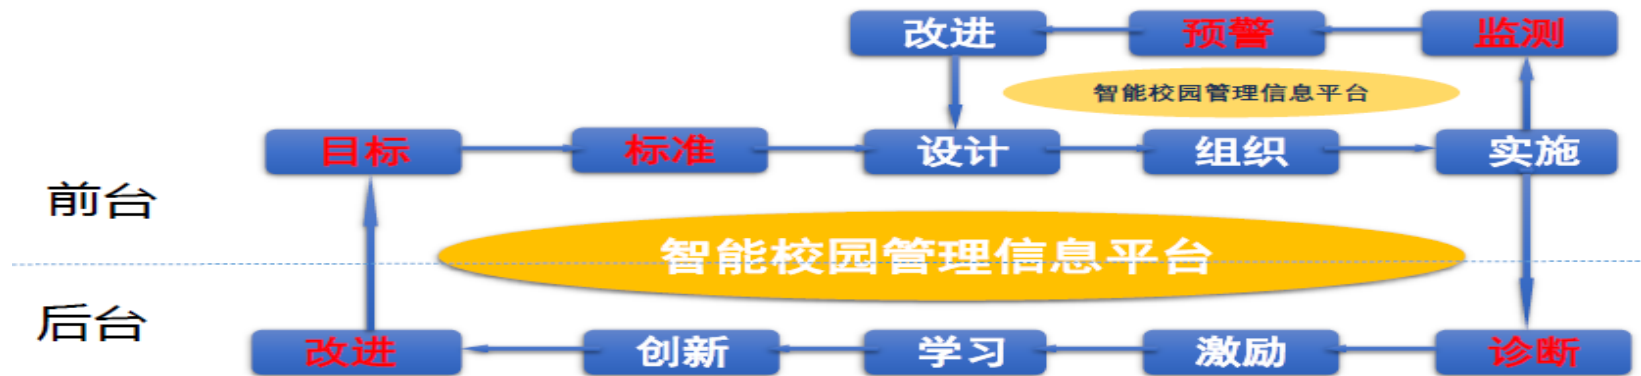 改进
预警
监测
智能校园管理信息平台
目标
标准
设计
组织
实施
前台
智能校园管理信息平台
后台
改进
创新
学习
激励
诊断